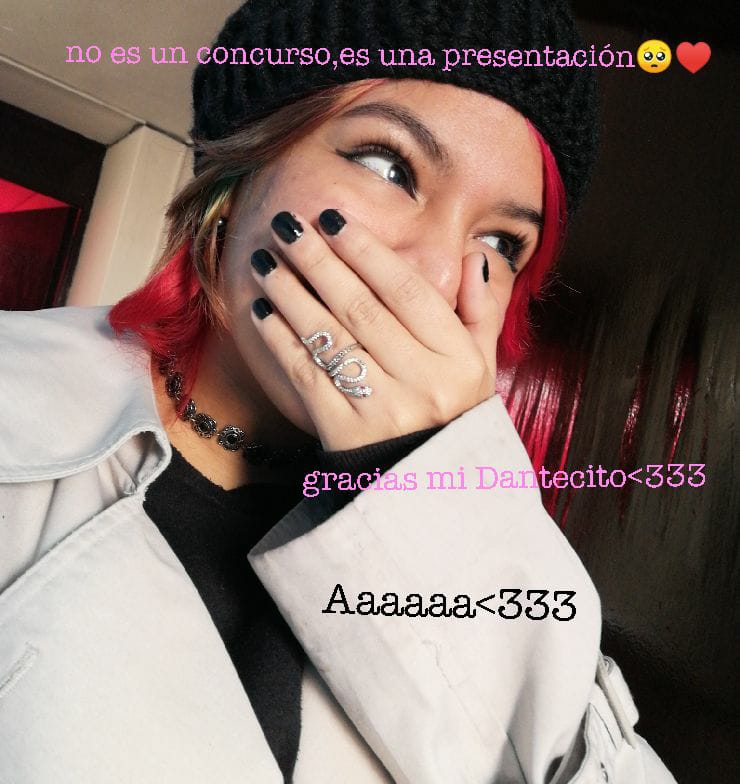 no es un concurso,es una presentación🥺♥️
gracias mi Dantecito<333
Aaaaaa<333